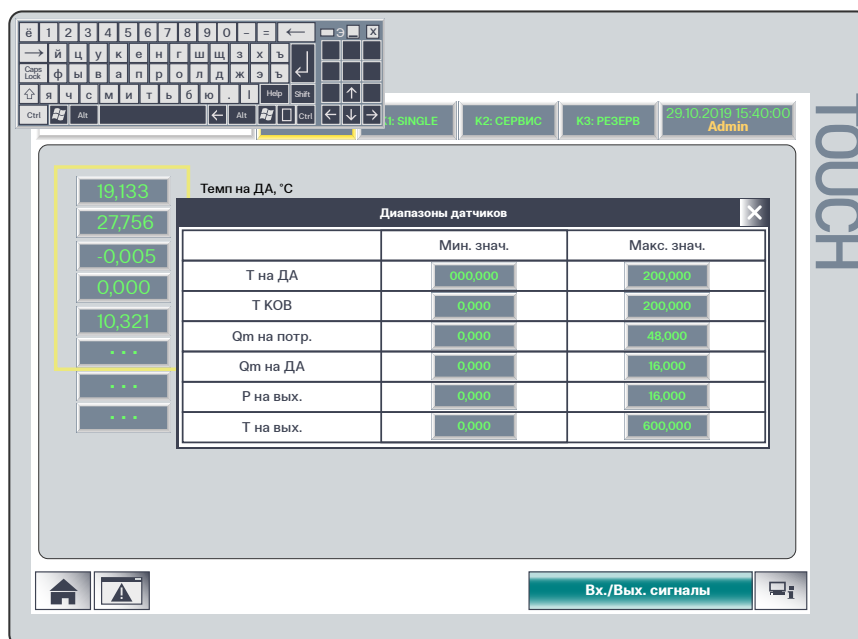 ё 1 2 3 4 5 6 7 8 9 0 - = Э X
й ц у к е н г ш щ з х ъ
Caps Lock ф ы в а п р о л д ж э ъ
я ч с м и т ь б ю . | Help Shift
Ctrl Alt Alt Ctrl
K1: SINGLE К2: СЕРВИС К3: РЕЗЕРВ 29.10.2019 15:40:00
Admin
TOUCH
19,133 Темп на ДА, °C
27,756
-0,005
0,000
10,321
...
...
...
Диапазоны датчиков
Мин. знач. Макс. знач.
Т на ДА 000,000 200,000
Т КОВ 0,000 200,000
Qm на потр. 0,000 48,000
Qm на ДА 0,000 16,000
Р на вых. 0,000 16,000
Т на вых. 0,000 600,000
Вх./Вых. сигналы